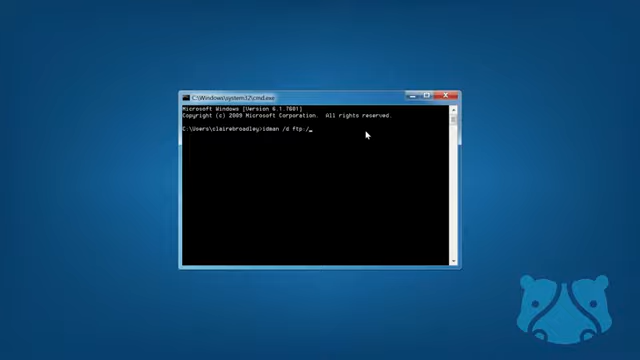 C:\Windows\system32\cmd.exe
Microsoft Windows [Version 6.1.7601]
Copyright (c) 2009 Microsoft Corporation. All rights reserved.
C:\Users\clairebroadley>idman /d ftp:/_